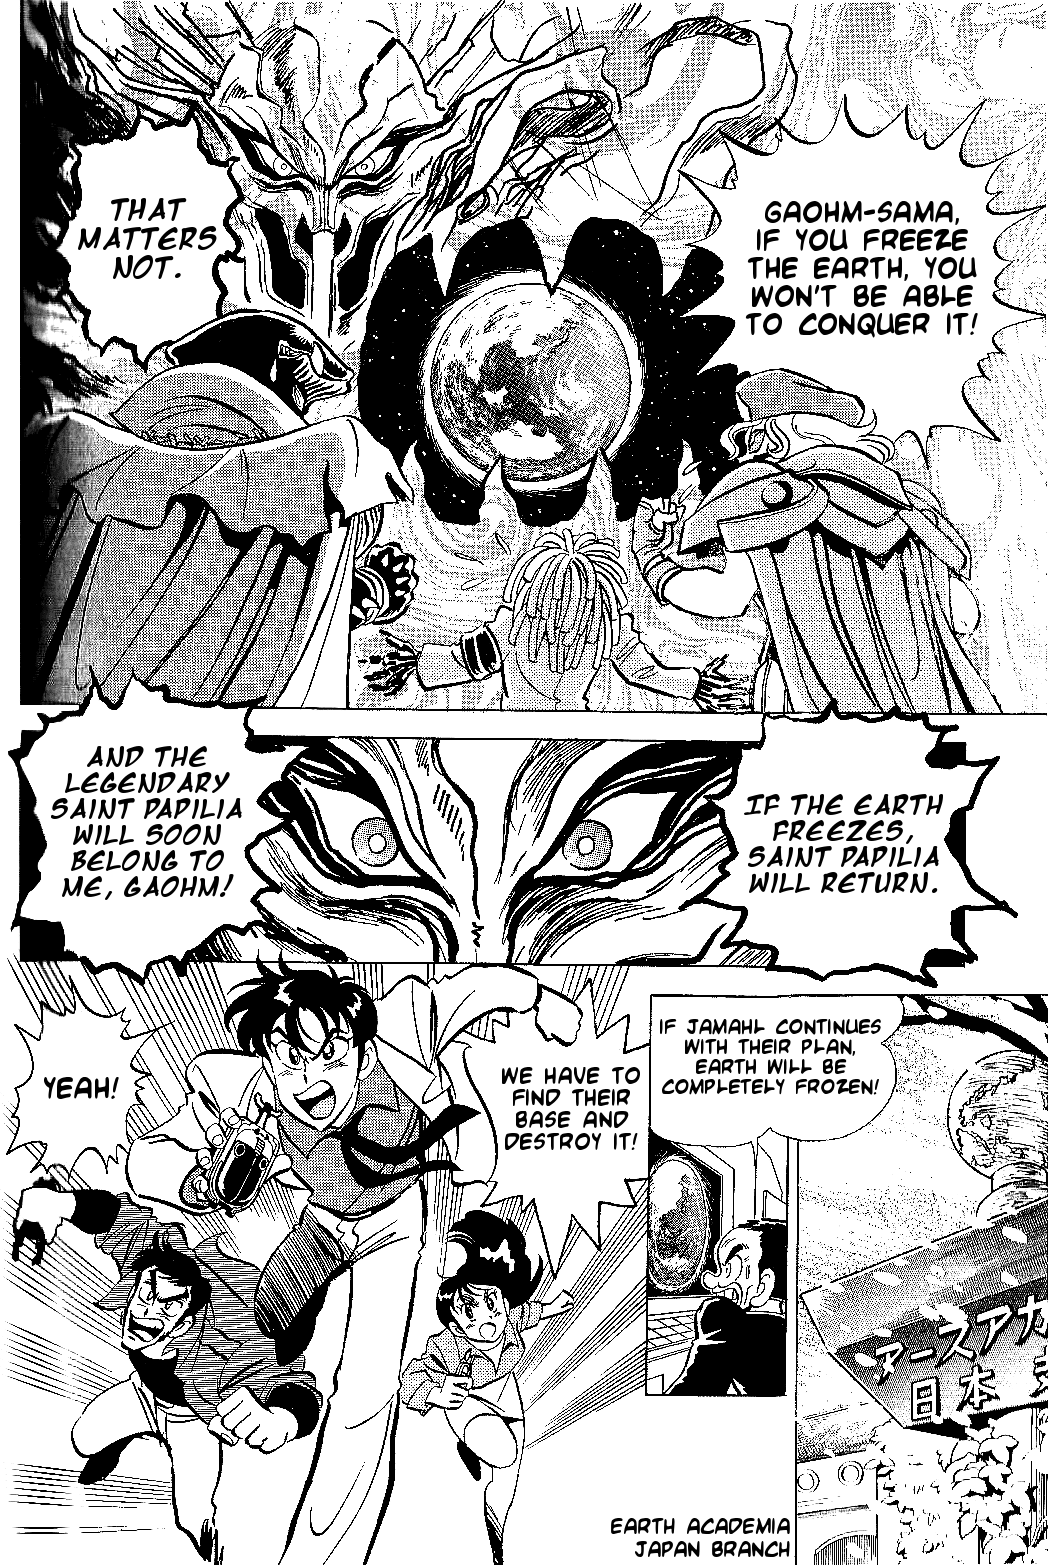 GAOHM-SAMA,
IF YOU FREEZE
THE EARTH, YOU
WON'T BE ABLE
TO CONQUER IT!
THAT
MATTERS
NOT.
IF THE EARTH
FREEZES,
SAINT PAPILIA
WILL RETURN.
AND THE
LEGENDARY
SAINT PAPILIA
WILL SOON
BELONG TO
ME, GAOHM!
IF JAMAHL CONTINUES
WITH THEIR PLAN,
EARTH WILL BE
COMPLETELY FROZEN!
アースアカ
日本支
EARTH ACADEMIA
JAPAN BRANCH
WE HAVE TO
FIND THEIR
BASE AND
DESTROY IT!
YEAH!